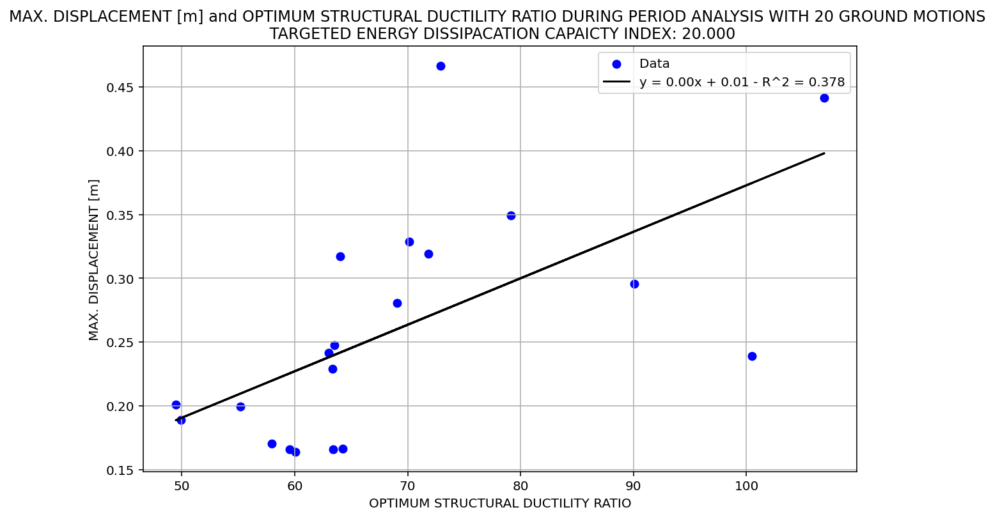 MAX. DISPLACEMENT [m] and OPTIMUM STRUCTURAL DUCTILITY RATIO DURING PERIOD ANALYSIS WITH 20 GROUND MOTIONS
TARGETED ENERGY DISSIPACATION CAPAICTY INDEX: 20.000
Data
y = 0.00x + 0.01 - R^2 = 0.378
MAX. DISPLACEMENT [m]
0.45
0.40
0.35
0.30
0.25
0.20
0.15
50 60 70 80 90 100
OPTIMUM STRUCTURAL DUCTILITY RATIO